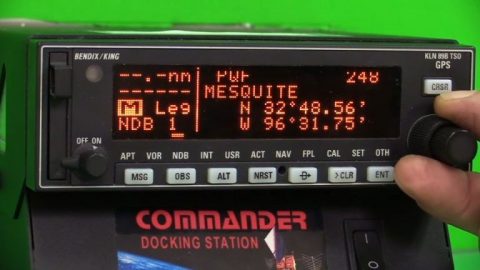 BENDIX/KING
KLN 89B TSO
GPS
--.-nm
PWF 248
-----
MESQUITE
M Leg
N 32°48.56'
NDB 1
W 96°31.75'
CRSR
OFF ON
APT VOR NDB INT USR ACT NAV FPL CAL SET OTH
MSG OBS ALT NRST D CLR ENT
COMMANDER
DOCKING STATION